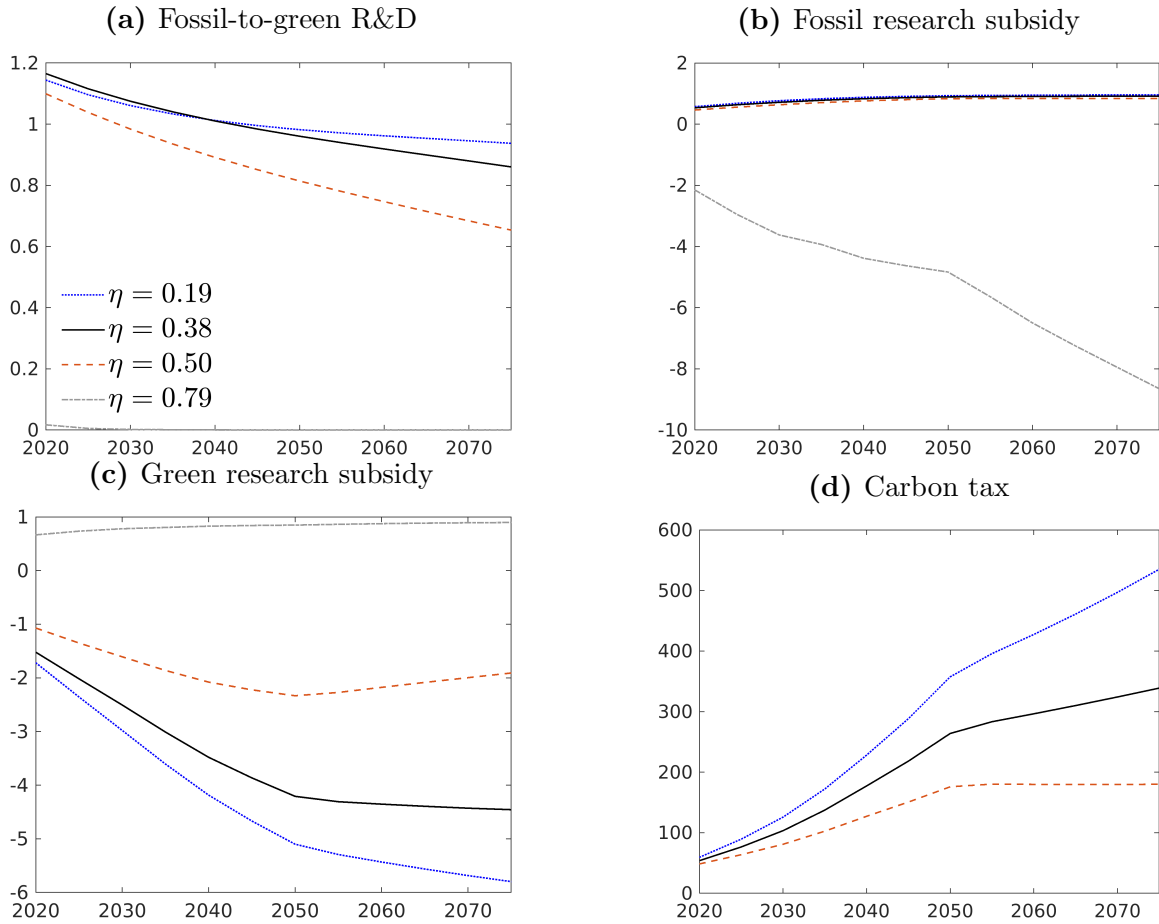 (a) Fossil-to-green R&D
1.2
1
0.8
0.6
0.4
0.2
0
η = 0.19
η = 0.38
η = 0.50
η = 0.79
2020 2030 2040 2050 2060 2070
(b) Fossil research subsidy
2
0
-2
-4
-6
-8
-10
2020 2030 2040 2050 2060 2070
(c) Green research subsidy
1
0
-1
-2
-3
-4
-5
-6
2020 2030 2040 2050 2060 2070
(d) Carbon tax
600
500
400
300
200
100
0
2020 2030 2040 2050 2060 2070